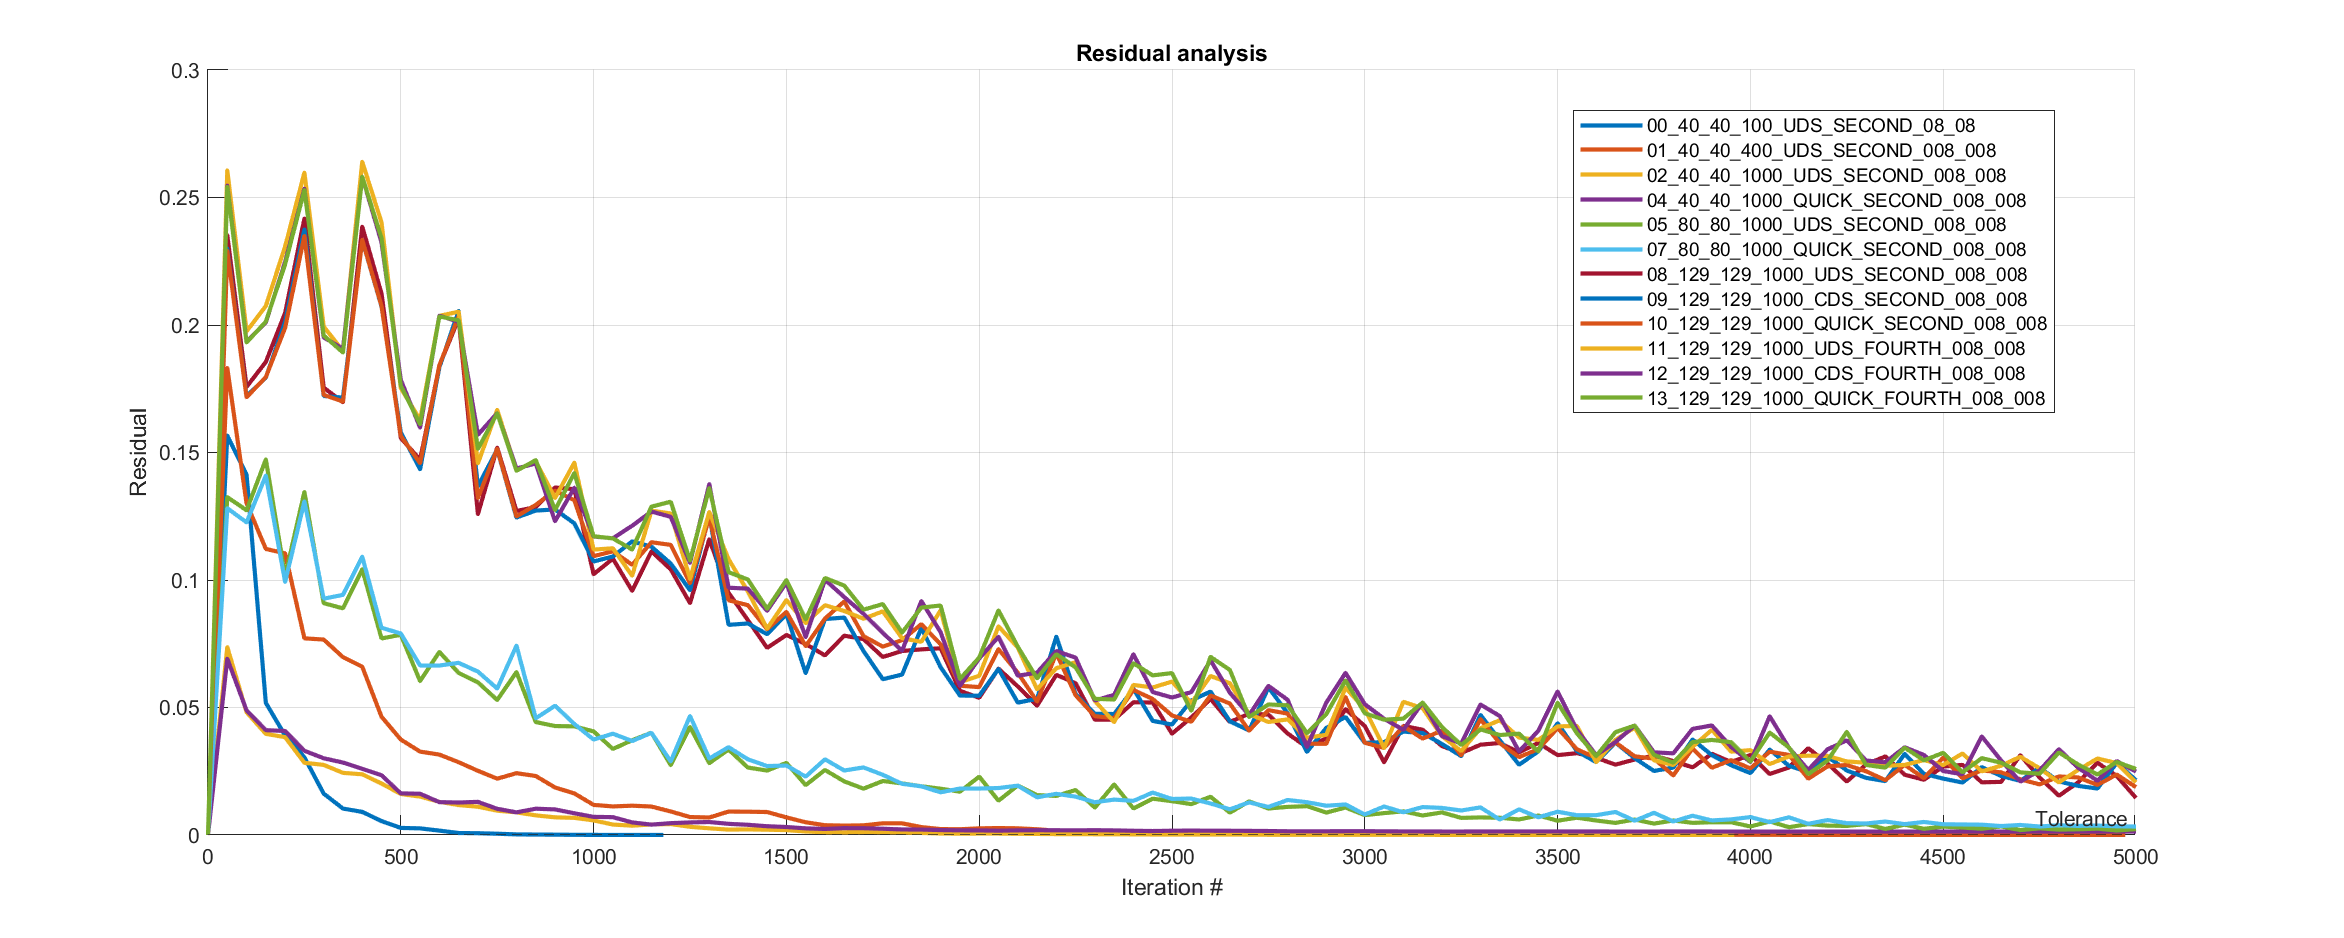 Residual analysis
0.3
0.25
0.2
0.15
0.1
0.05
0
Residual
00_40_40_100_UDS_SECOND_08_08
01_40_40_400_UDS_SECOND_008_008
02_40_40_1000_UDS_SECOND_008_008
04_40_40_1000_QUICK_SECOND_008_008
05_80_80_1000_UDS_SECOND_008_008
07_80_80_1000_QUICK_SECOND_008_008
08_129_129_1000_UDS_SECOND_008_008
09_129_129_1000_CDS_SECOND_008_008
10_129_129_1000_QUICK_SECOND_008_008
11_129_129_1000_UDS_FOURTH_008_008
12_129_129_1000_CDS_FOURTH_008_008
13_129_129_1000_QUICK_FOURTH_008_008
Tolerance
0 500 1000 1500 2000 2500 3000 3500 4000 4500 5000
Iteration #